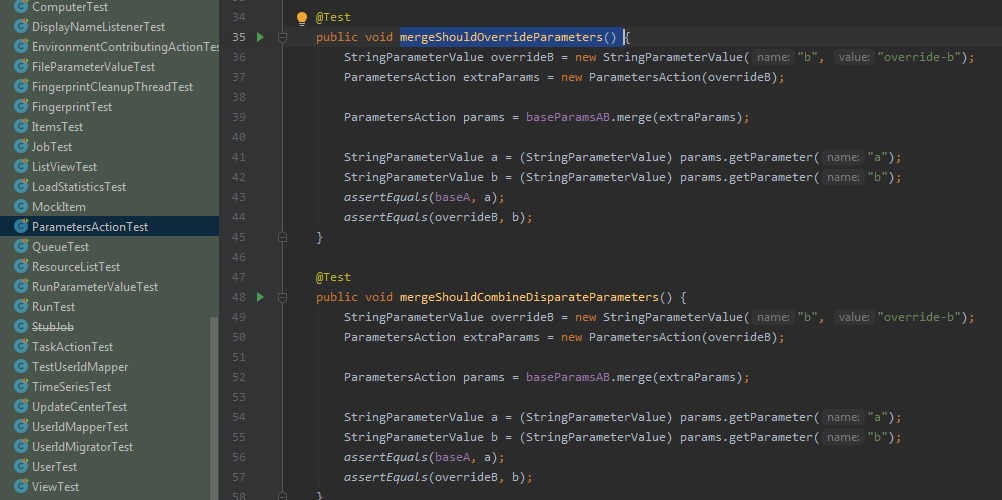 ComputerTest
DisplayNameListenerTest
EnvironmentContributingActionTes
FileParameterValueTest
FingerprintCleanupThreadTest
FingerprintTest
ItemsTest
JobTest
ListViewTest
LoadStatisticsTest
MockItem
ParametersActionTest
QueueTest
ResourceListTest
RunParameterValueTest
RunTest
StubJob
TaskActionTest
TestUserIdMapper
TimeSeriesTest
UpdateCenterTest
UserIdMapperTest
UserIdMigratorTest
UserTest
ViewTest
34 @Test
35 public void mergeShouldOverrideParameters() {
36 StringParameterValue overrideB = new StringParameterValue( name: "b", value: "override-b");
37 ParametersAction extraParams = new ParametersAction(overrideB);
38
39 ParametersAction params = baseParamsAB.merge(extraParams);
40
41 StringParameterValue a = (StringParameterValue) params.getParameter( name: "a");
42 StringParameterValue b = (StringParameterValue) params.getParameter( name: "b");
43 assertEquals(baseA, a);
44 assertEquals(overrideB, b);
45 }
46
47 @Test
48 public void mergeShouldCombineDisparateParameters() {
49 StringParameterValue overrideB = new StringParameterValue( name: "b", value: "override-b");
50 ParametersAction extraParams = new ParametersAction(overrideB);
51
52 ParametersAction params = baseParamsAB.merge(extraParams);
53
54 StringParameterValue a = (StringParameterValue) params.getParameter( name: "a");
55 StringParameterValue b = (StringParameterValue) params.getParameter( name: "b");
56 assertEquals(baseA, a);
57 assertEquals(overrideB, b);
58 }